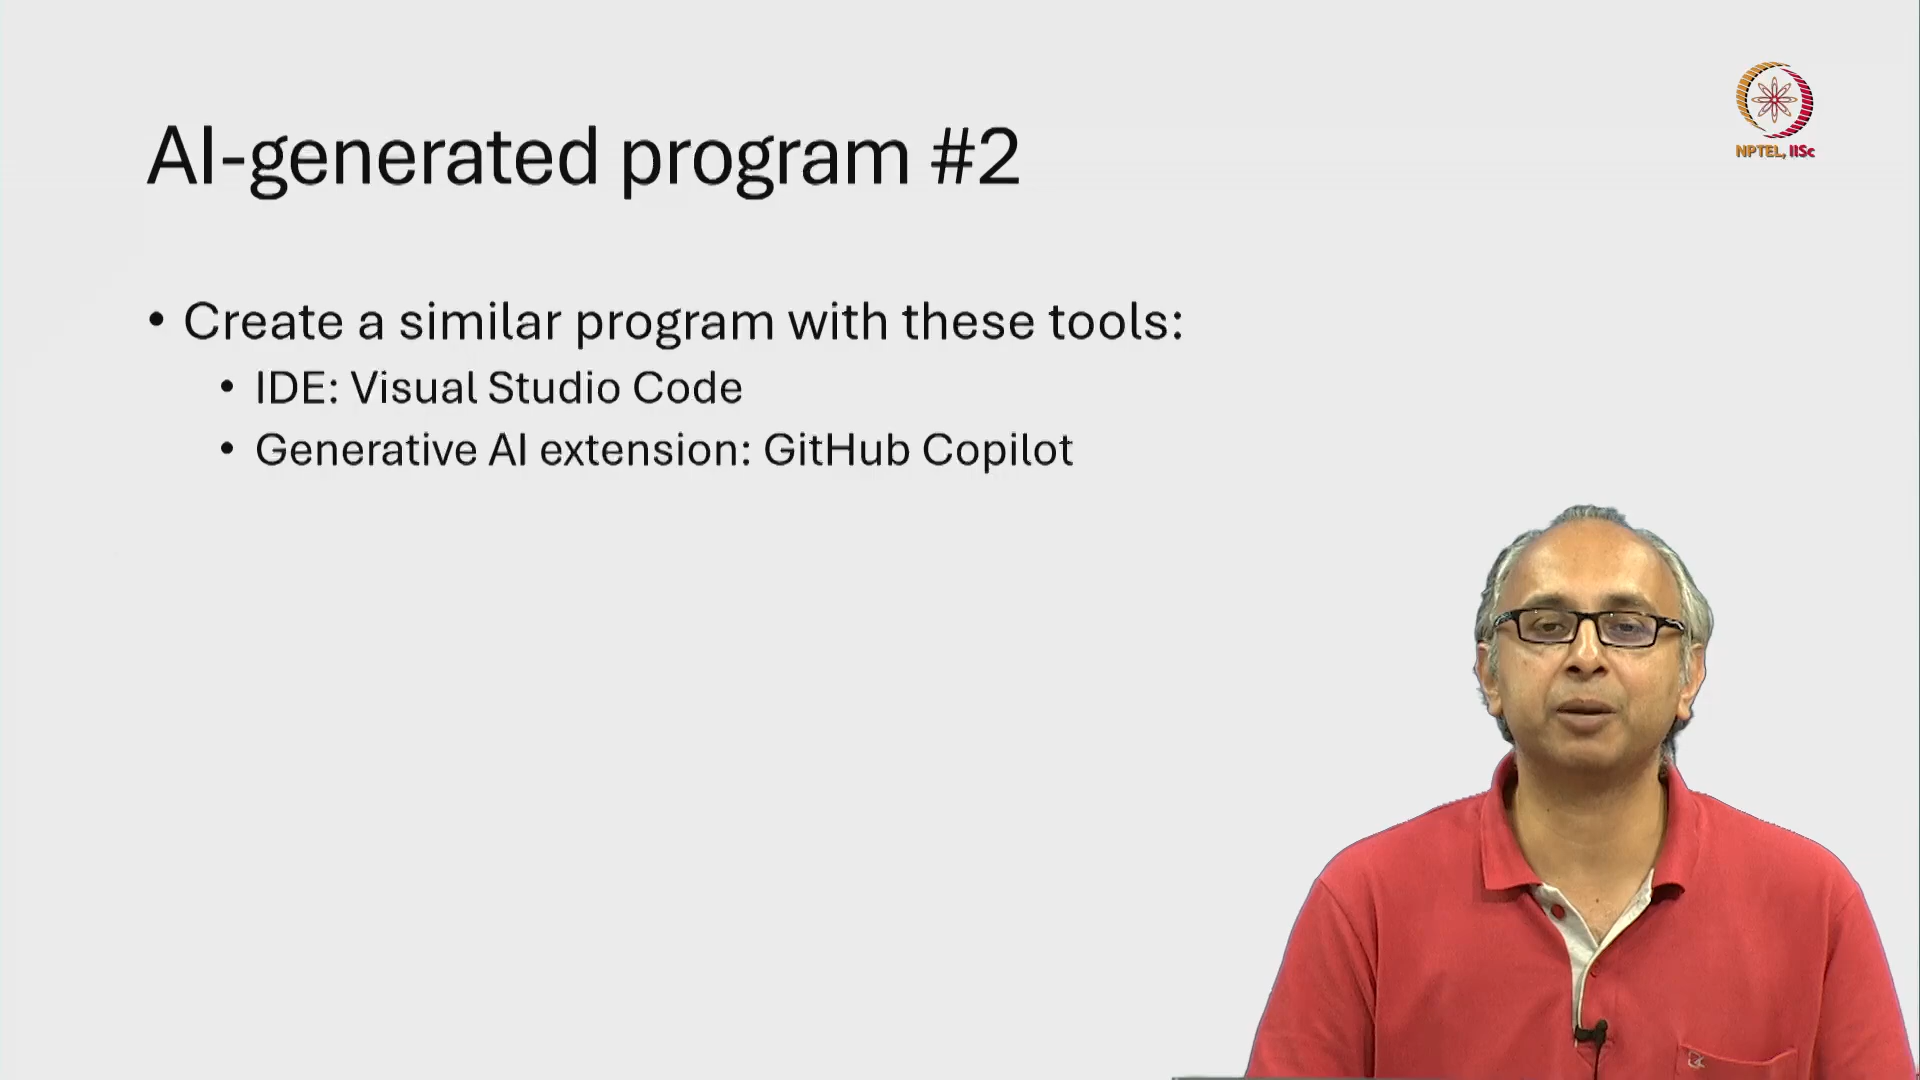 NPTEL, IISc
AI-generated program #2
• Create a similar program with these tools:
• IDE: Visual Studio Code
• Generative AI extension: GitHub Copilot